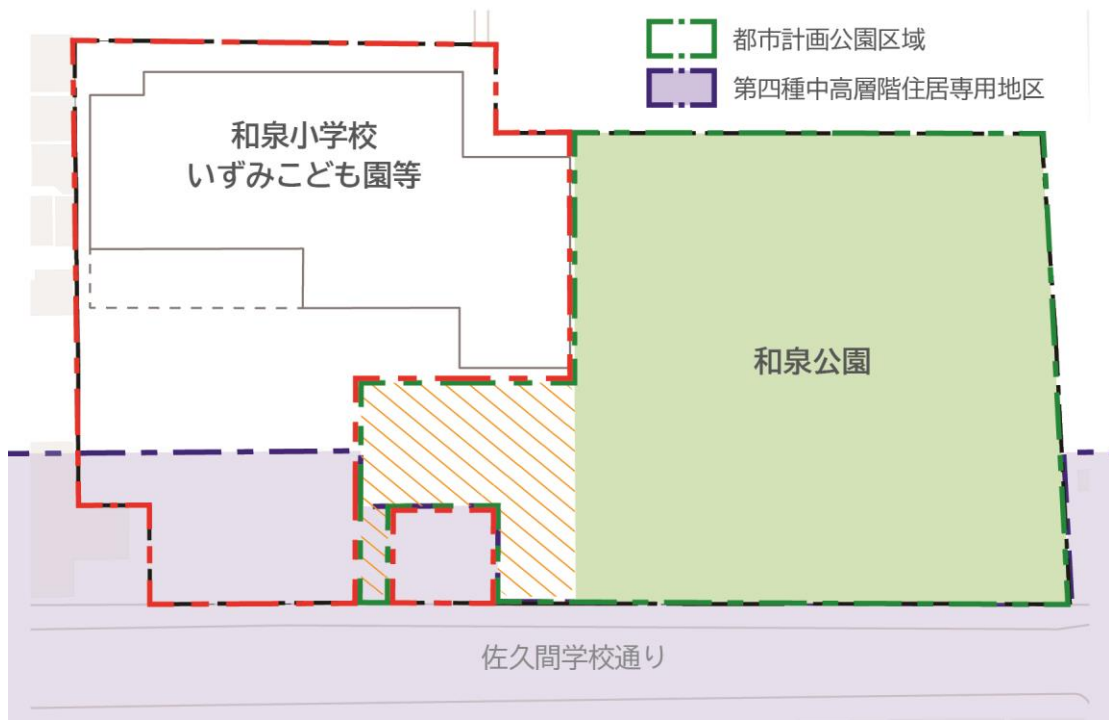 都市計画公園区域
第四種中高層階住居専用地区
和泉小学校
いずみこども園等
和泉公園
佐久間学校通り